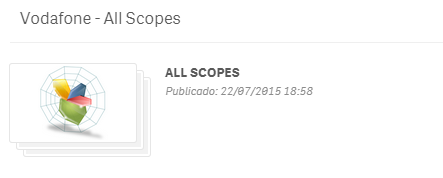 Vodafone - All Scopes
ALL SCOPES
Publicado: 22/07/2015 18:58